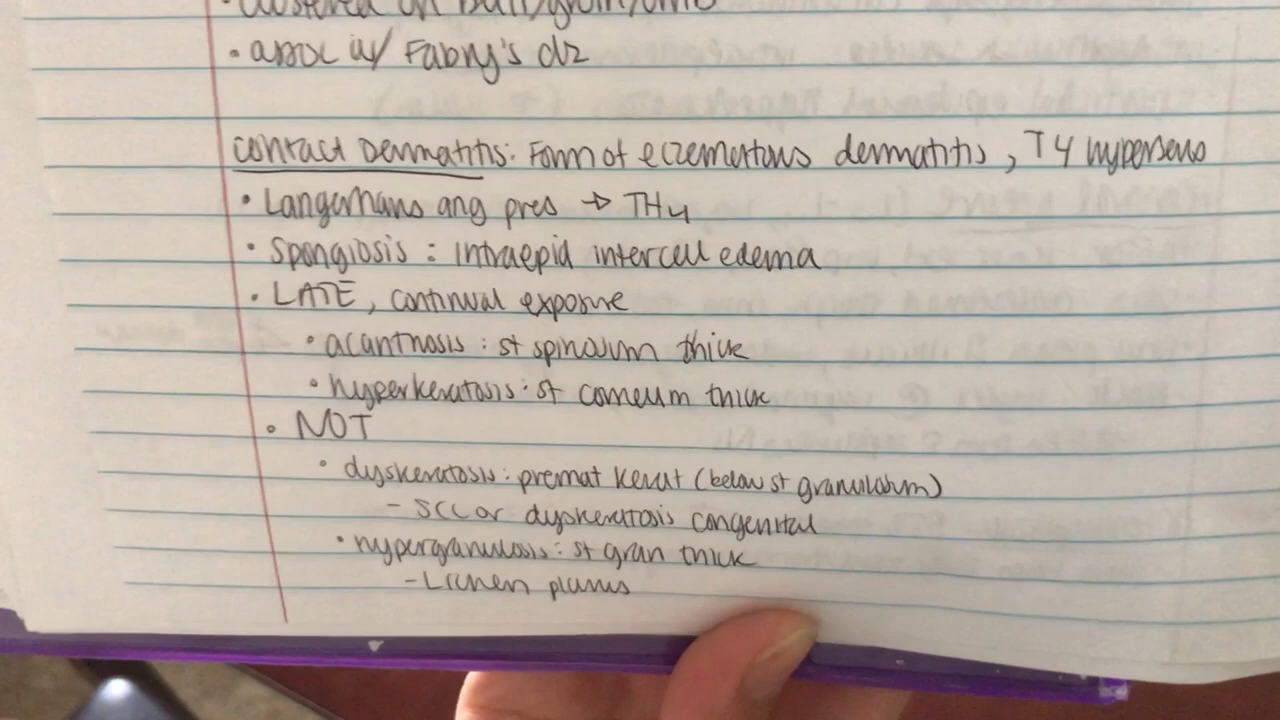 • assoc w/ Fabry's dz
Contact Dermatitis: Form of eczematous dermatitis, T4 hypersens
• Langerhans ang pres → TH4
• Spongiosis : intraepid intercell edema
• LATE, continual exposure
• acanthosis : st spinosum thick
• hyperkeratosis : st corneum thick
• NOT
• dyskeratosis : premat kerat (below st granulosum)
- SCC or dyskeratosis congenital
• hypergranulosis : st gran thick
- Lichen planus